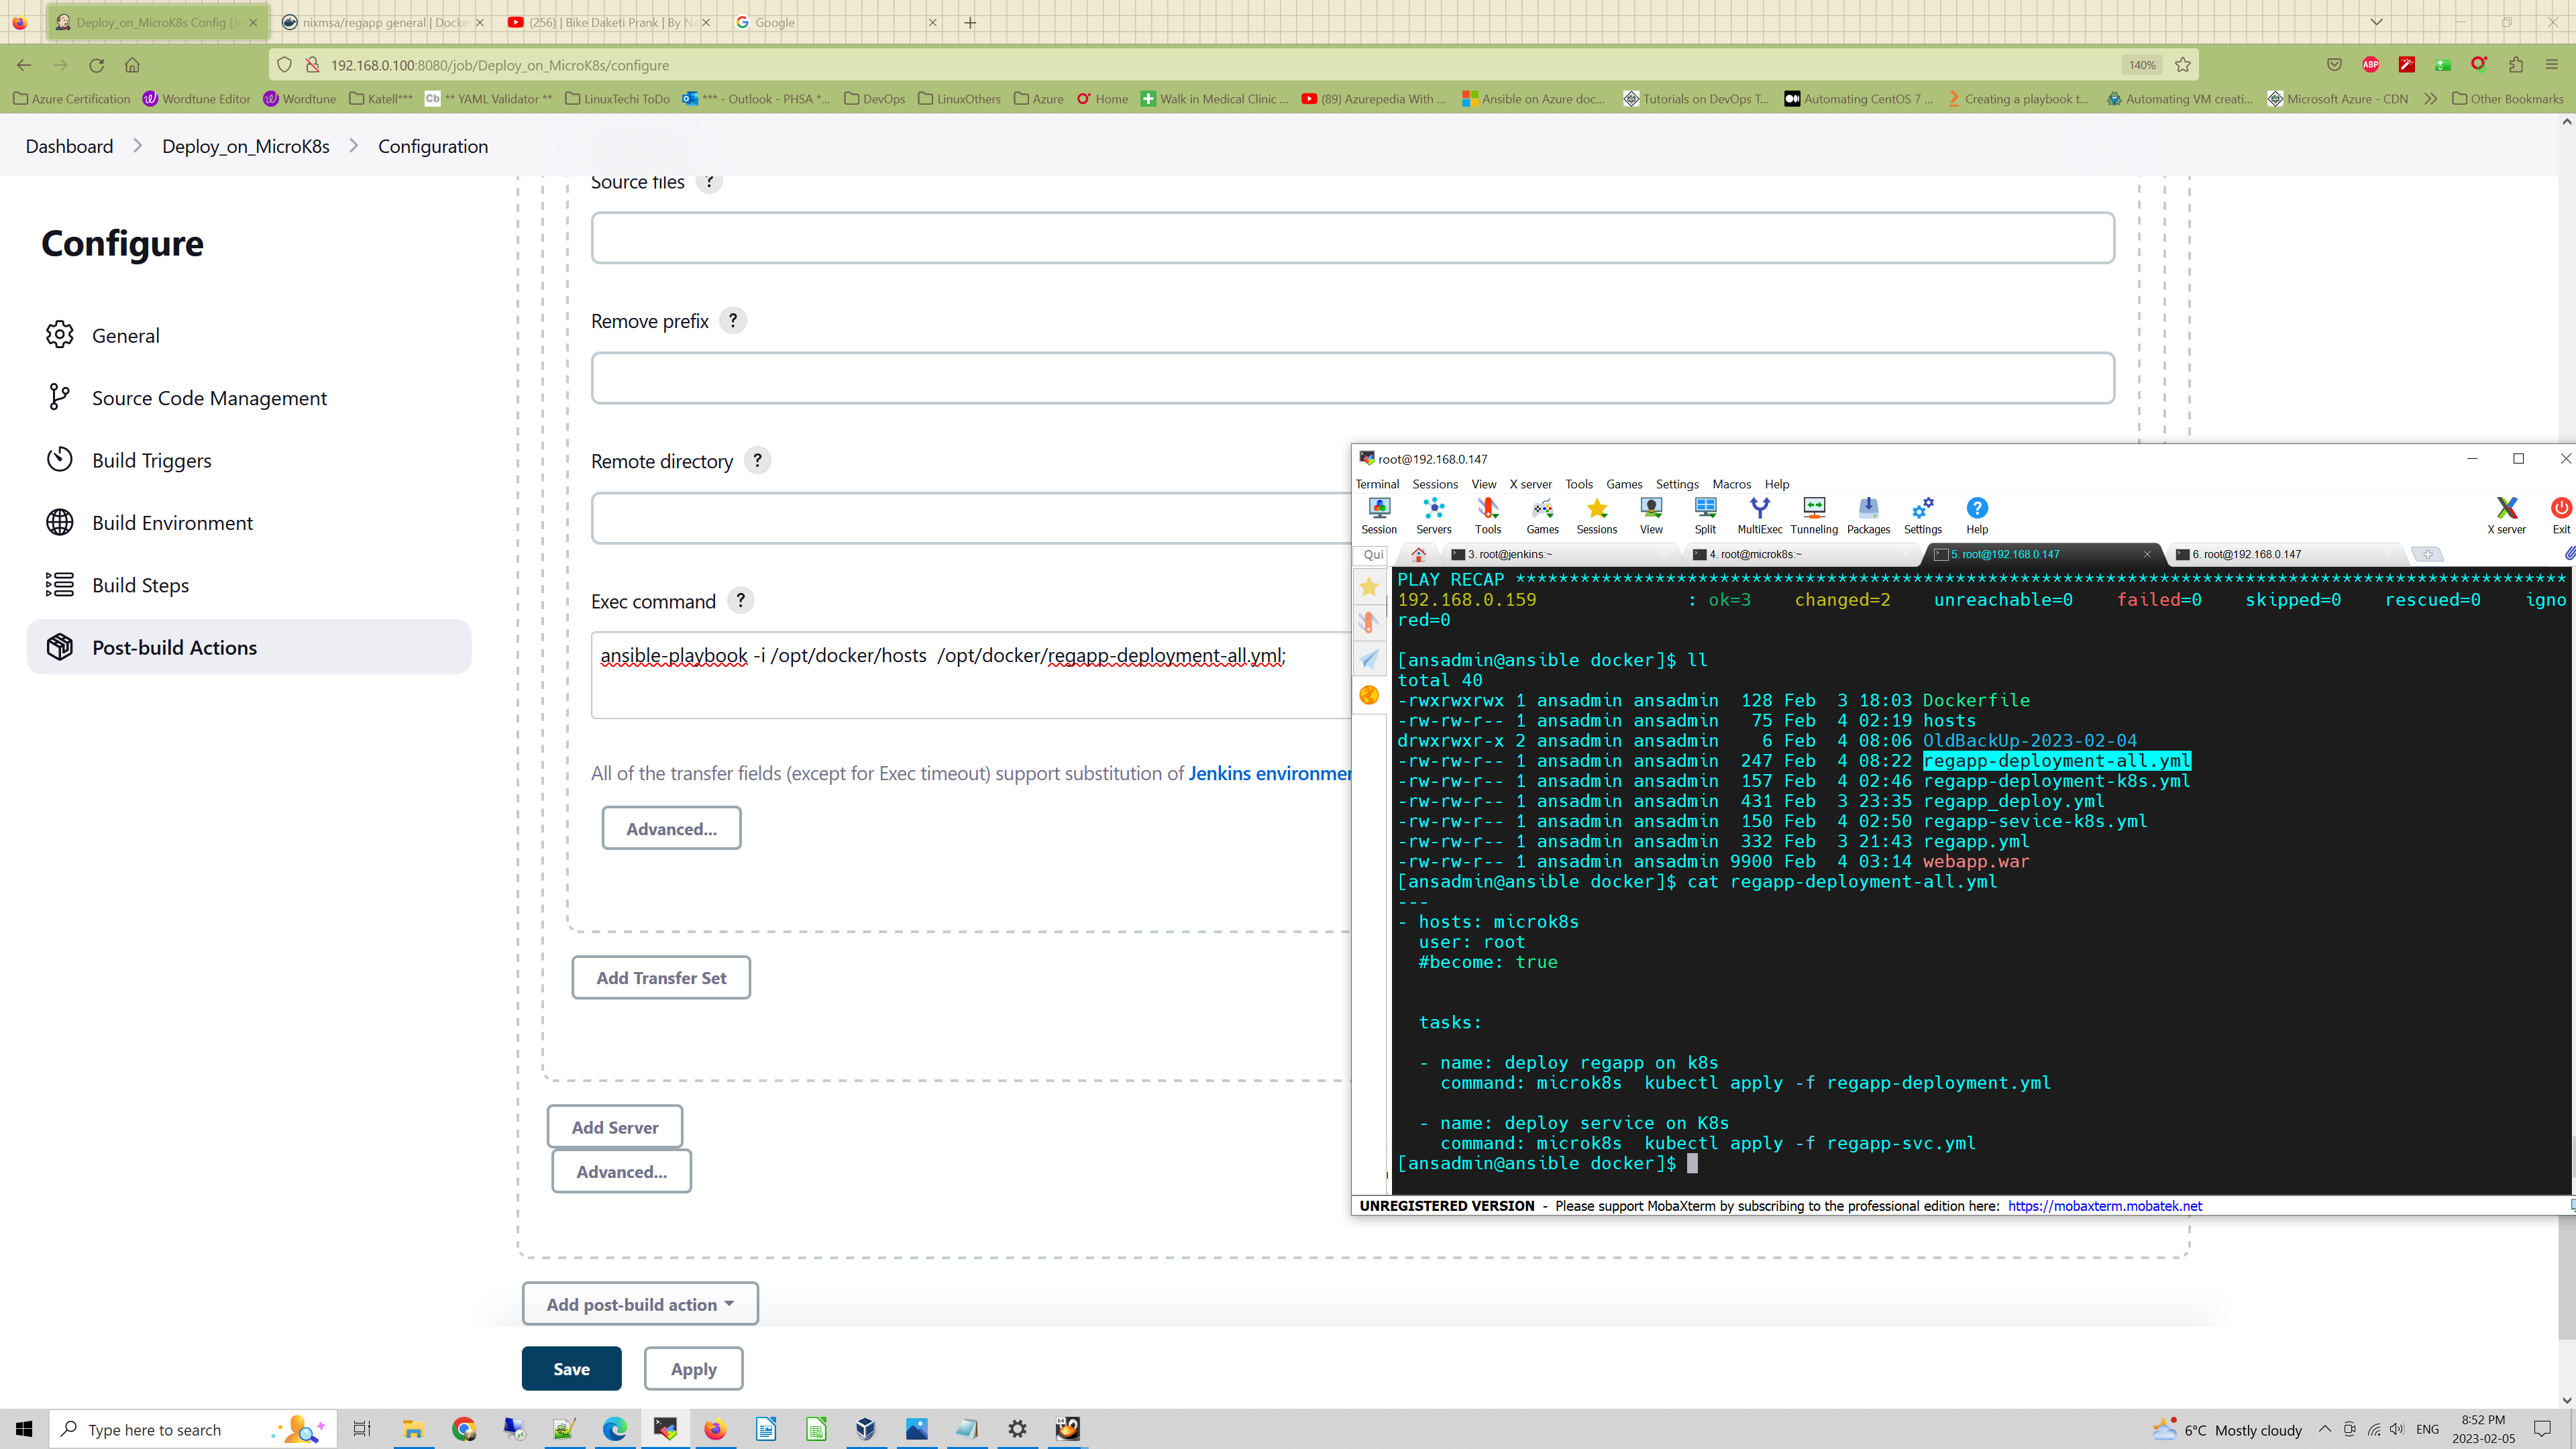 Deploy_on_MicroK8s Config [Je
nixmsa/regapp general | Docker
(256) | Bike Daketi Prank | By Na
Google
192.168.0.100:8080/job/Deploy_on_MicroK8s/configure
140%
Azure Certification
Wordtune Editor
Wordtune
Katell***
** YAML Validator **
LinuxTechi ToDo
*** - Outlook - PHSA *...
DevOps
LinuxOthers
Azure
Home
Walk in Medical Clinic ...
(89) Azurepedia With ...
Ansible on Azure doc...
Tutorials on DevOps T...
Automating CentOS 7 ...
Creating a playbook t...
Automating VM creati...
Microsoft Azure - CDN
Other Bookmarks
Dashboard > Deploy_on_MicroK8s > Configuration
Configure
General
Source Code Management
Build Triggers
Build Environment
Build Steps
Post-build Actions
Source files ?
Remove prefix ?
Remote directory ?
Exec command ?
ansible-playbook -i /opt/docker/hosts  /opt/docker/regapp-deployment-all.yml;
All of the transfer fields (except for Exec timeout) support substitution of Jenkins environmen
Advanced...
Add Transfer Set
Add Server
Advanced...
Add post-build action
Save
Apply
root@192.168.0.147
Terminal Sessions View X server Tools Games Settings Macros Help
Session Servers Tools Games Sessions View Split MultiExec Tunneling Packages Settings Help X server Exit
Qui
3. root@jenkins:~
4. root@microk8s:~
5. root@192.168.0.147
6. root@192.168.0.147
PLAY RECAP **************************************************************************************************
192.168.0.159              : ok=3    changed=2    unreachable=0    failed=0    skipped=0    rescued=0    igno
red=0
[ansadmin@ansible docker]$ ll
total 40
-rwxrwxrwx 1 ansadmin ansadmin  128 Feb  3 18:03 Dockerfile
-rw-rw-r-- 1 ansadmin ansadmin   75 Feb  4 02:19 hosts
drwxrwxr-x 2 ansadmin ansadmin    6 Feb  4 08:06 OldBackUp-2023-02-04
-rw-rw-r-- 1 ansadmin ansadmin  247 Feb  4 08:22 regapp-deployment-all.yml
-rw-rw-r-- 1 ansadmin ansadmin  157 Feb  4 02:46 regapp-deployment-k8s.yml
-rw-rw-r-- 1 ansadmin ansadmin  431 Feb  3 23:35 regapp_deploy.yml
-rw-rw-r-- 1 ansadmin ansadmin  150 Feb  4 02:50 regapp-sevice-k8s.yml
-rw-rw-r-- 1 ansadmin ansadmin  332 Feb  3 21:43 regapp.yml
-rw-rw-r-- 1 ansadmin ansadmin 9900 Feb  4 03:14 webapp.war
[ansadmin@ansible docker]$ cat regapp-deployment-all.yml
---
- hosts: microk8s
  user: root
  #become: true
  tasks:
  - name: deploy regapp on k8s
    command: microk8s  kubectl apply -f regapp-deployment.yml
  - name: deploy service on K8s
    command: microk8s  kubectl apply -f regapp-svc.yml
[ansadmin@ansible docker]$
UNREGISTERED VERSION - Please support MobaXterm by subscribing to the professional edition here: https://mobaxterm.mobatek.net
Type here to search
6°C Mostly cloudy
ENG
8:52 PM
2023-02-05